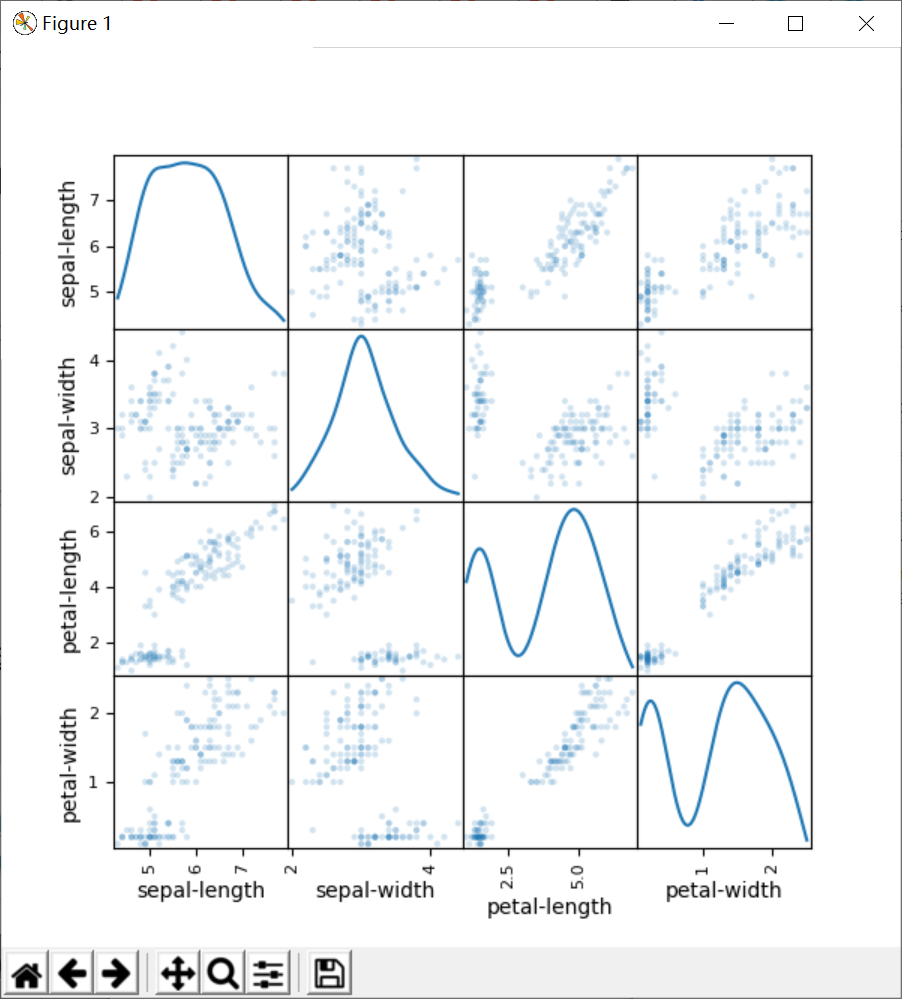 Figure 1
sepal-length
7
6
5
sepal-width
4
3
2
petal-length
6
4
2
petal-width
2
1
5 6 7 2 4 2.5 5.0 1 2
sepal-length sepal-width petal-length petal-width